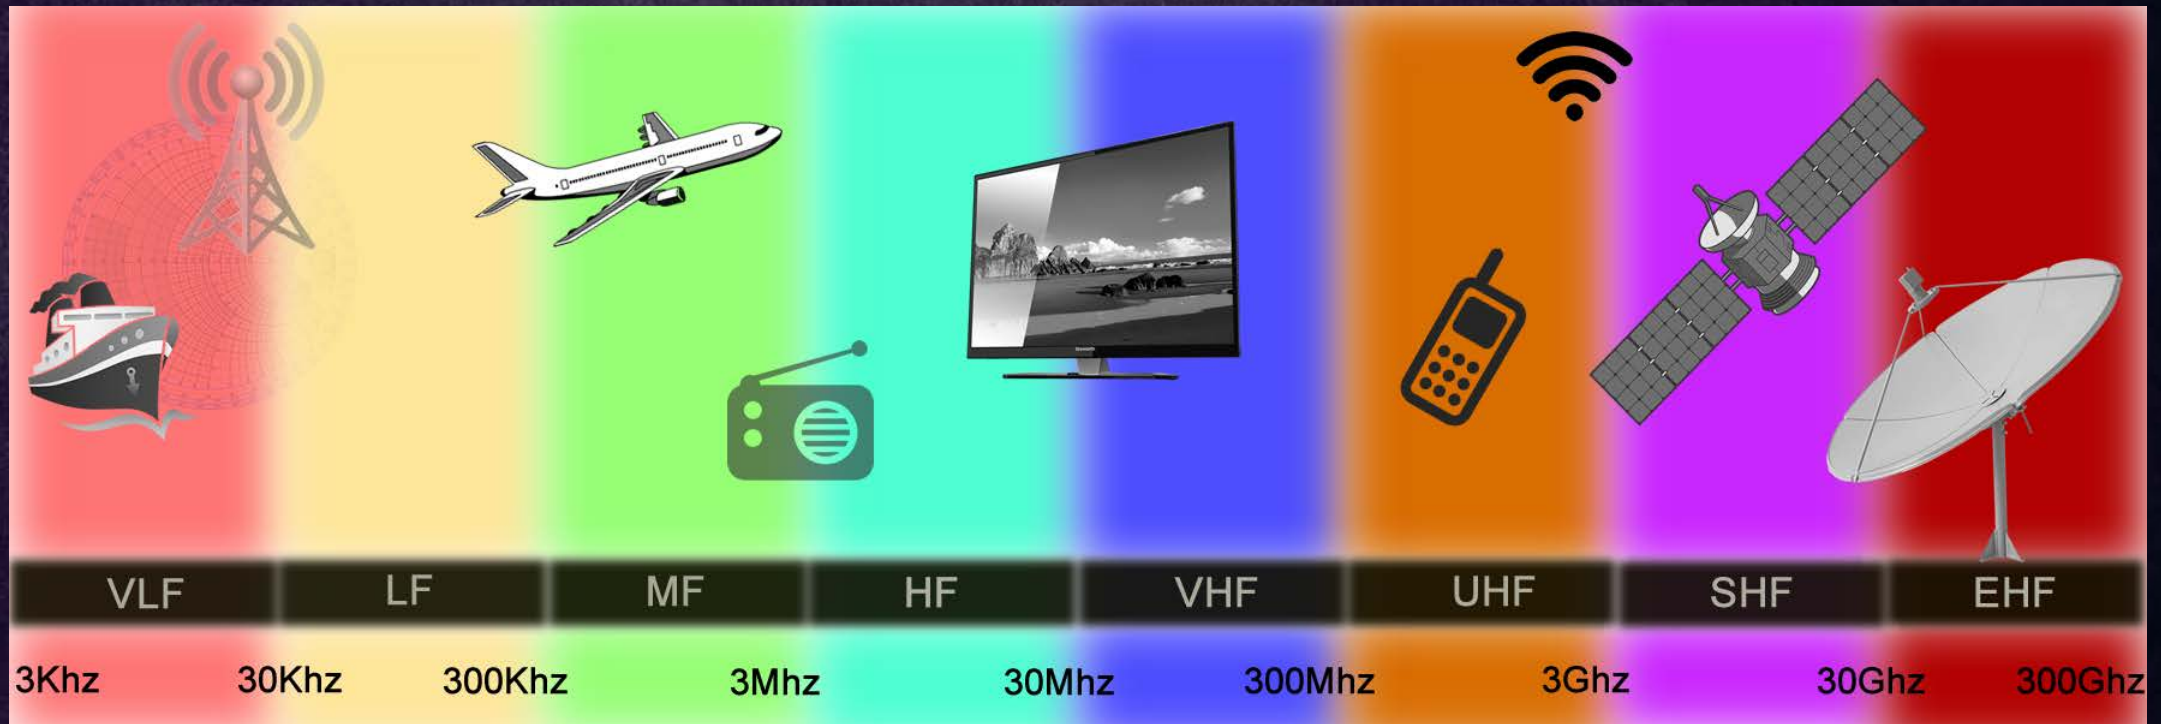 VLF LF MF HF VHF UHF SHF EHF
3Khz 30Khz 300Khz 3Mhz 30Mhz 300Mhz 3Ghz 30Ghz 300Ghz